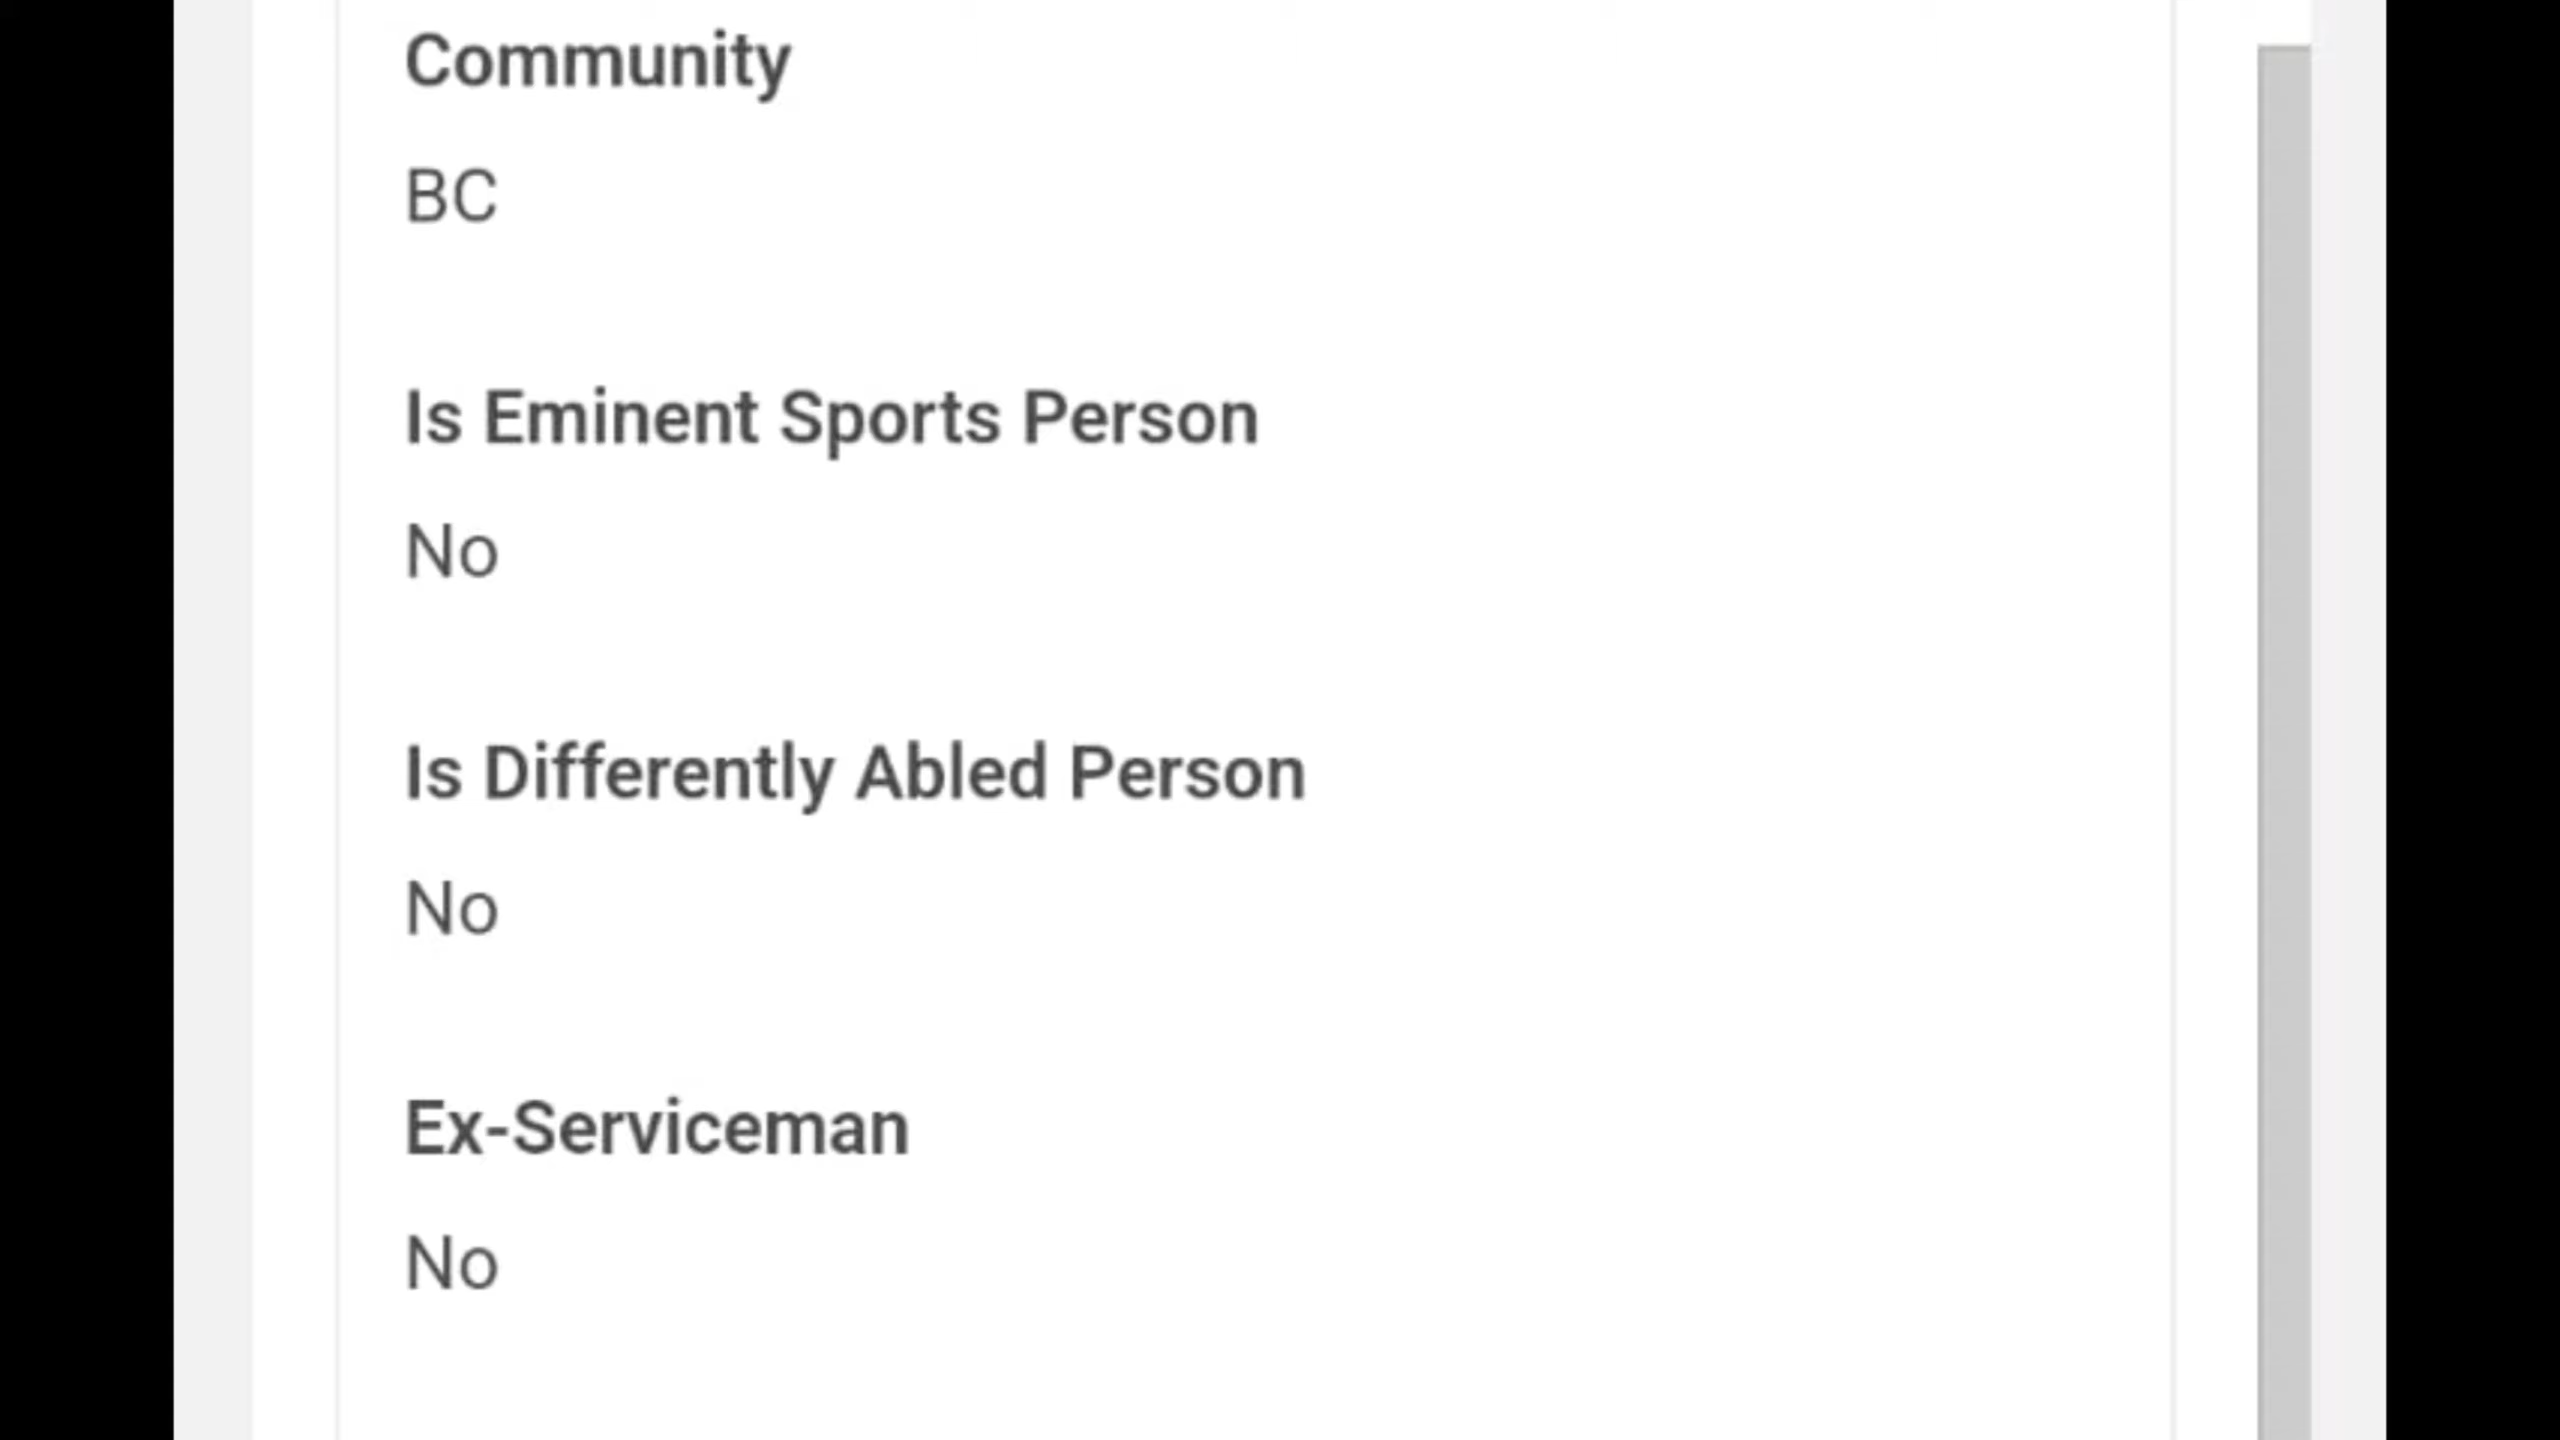 Community
BC
Is Eminent Sports Person
No
Is Differently Abled Person
No
Ex-Serviceman
No